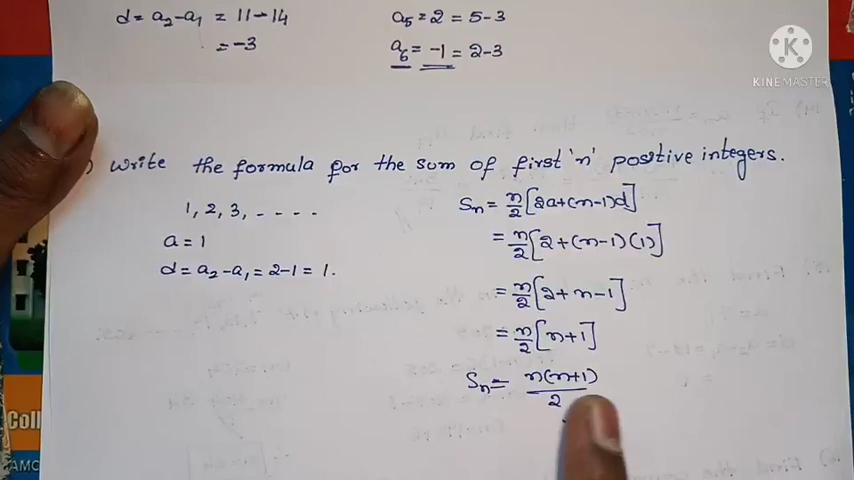 d = a₂-a₁ = 11-14
= -3
a₅ = 2 = 5-3
a₆ = -1 = 2-3
KINEMASTER
) write the formula for the sum of first 'n' positive integers.
1, 2, 3, - - - -
a = 1
d = a₂-a₁ = 2-1 = 1.
Sn = n/2 [2a+(n-1)d]
= n/2 [2+(n-1)(1)]
= n/2 [2+n-1]
= n/2 [n+1]
Sn = n(n+1)/2
Coll
AMC